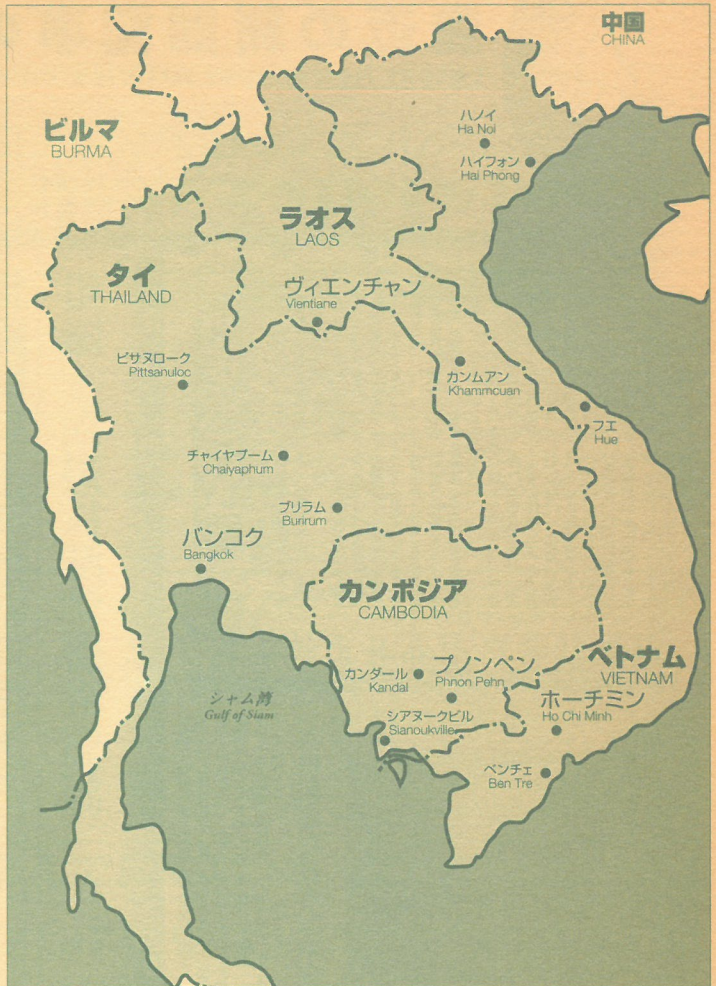 中国
CHINA
ビルマ
BURMA
ハノイ
Ha Noi
ハイフォン
Hai Phong
ラオス
LAOS
タイ
THAILAND
ヴィエンチャン
Vientiane
ピサヌローク
Pittsanuloc
カンムアン
Khammcuan
フエ
Hue
チャイヤプーム
Chaiyaphum
ブリラム
Burirum
バンコク
Bangkok
カンボジア
CAMBODIA
ベトナム
VIETNAM
カンダール
Kandal
プノンペン
Phnon Pehn
シャム湾
Gulf of Siam
ホーチミン
Ho Chi Minh
シアヌークビル
Sianoukville
ベンチェ
Ben Tre